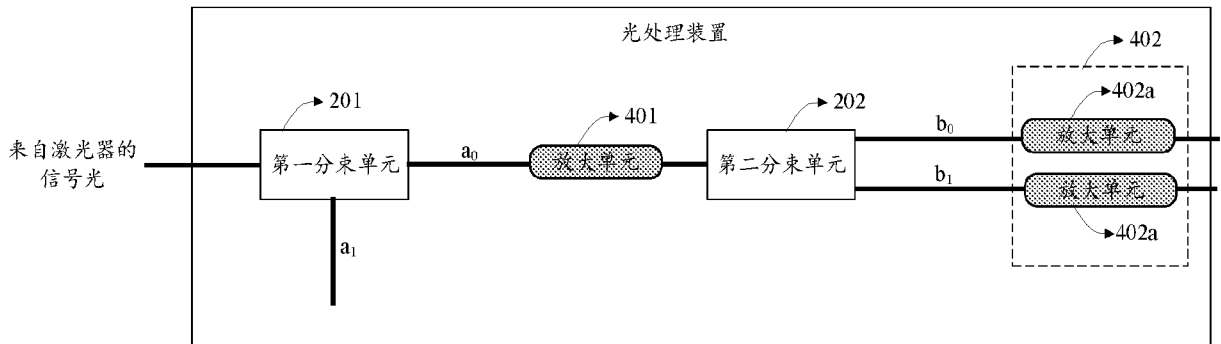 光处理装置
402
201
401
202
402a
来自激光器的
信号光
第一分束单元
a0
放大单元
第二分束单元
b0
放大单元
b1
放大单元
402a
a1